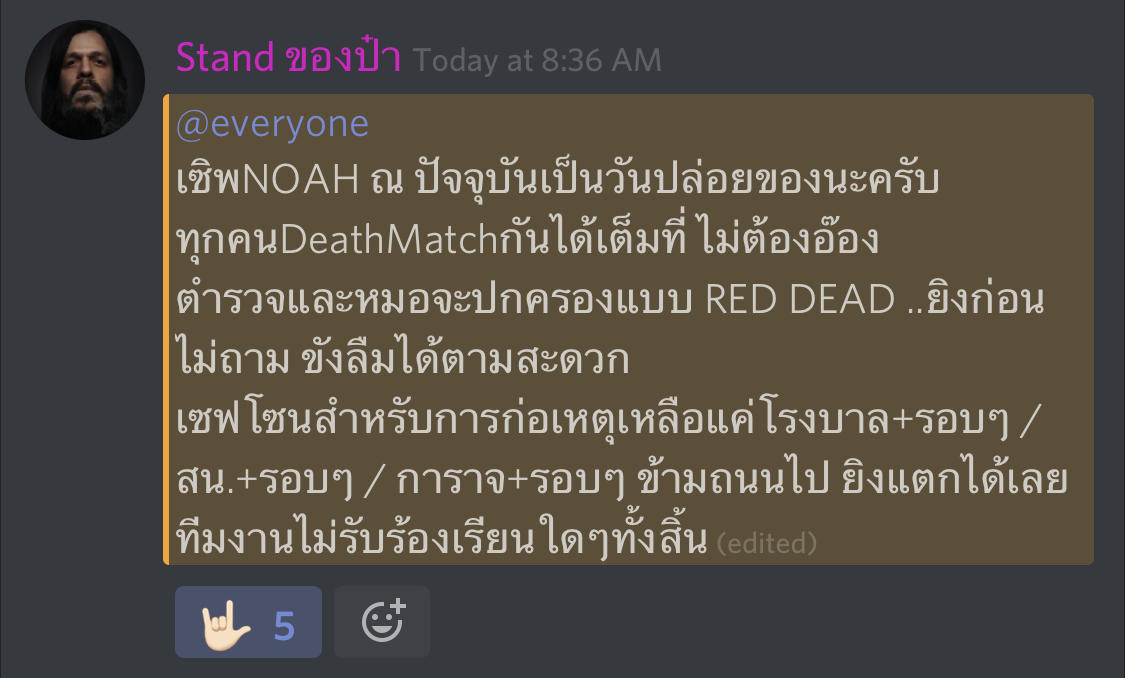 Stand ของป๋า Today at 8:36 AM
@everyone
เซิพNOAH ณ ปัจจุบันเป็นวันปล่อยของนะครับ
ทุกคนDeathMatchกันได้เต็มที่ ไม่ต้องอ๊อง
ตำรวจและหมอจะปกครองแบบ RED DEAD ..ยิงก่อน
ไม่ถาม ขังลืมได้ตามสะดวก
เซฟโซนสำหรับการก่อเหตุเหลือแค่โรงบาล+รอบๆ /
สน.+รอบๆ / การาจ+รอบๆ ข้ามถนนไป ยิงแตกได้เลย
ทีมงานไม่รับร้องเรียนใดๆทั้งสิ้น (edited)
5